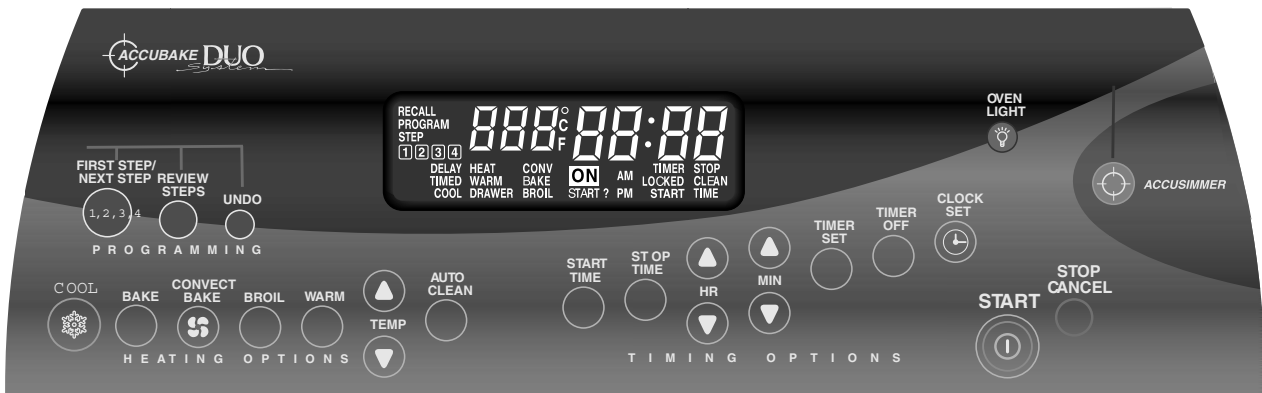 ACCUBAKE DUO
System
RECALL
PROGRAM
STEP
1 2 3 4
888°
C
F
88:88
DELAY HEAT CONV ON AM TIMER STOP
TIMED WARM BAKE LOCKED CLEAN
COOL DRAWER BROIL START ? PM START TIME
OVEN
LIGHT
ACCUSIMMER
FIRST STEP/
NEXT STEP
REVIEW
STEPS
UNDO
1,2,3,4
PROGRAMMING
COOL
BAKE
CONVECT
BAKE
BROIL
WARM
TEMP
AUTO
CLEAN
HEATING OPTIONS
START
TIME
ST OP
TIME
HR
MIN
TIMER
SET
TIMER
OFF
CLOCK
SET
TIMING OPTIONS
START
STOP
CANCEL